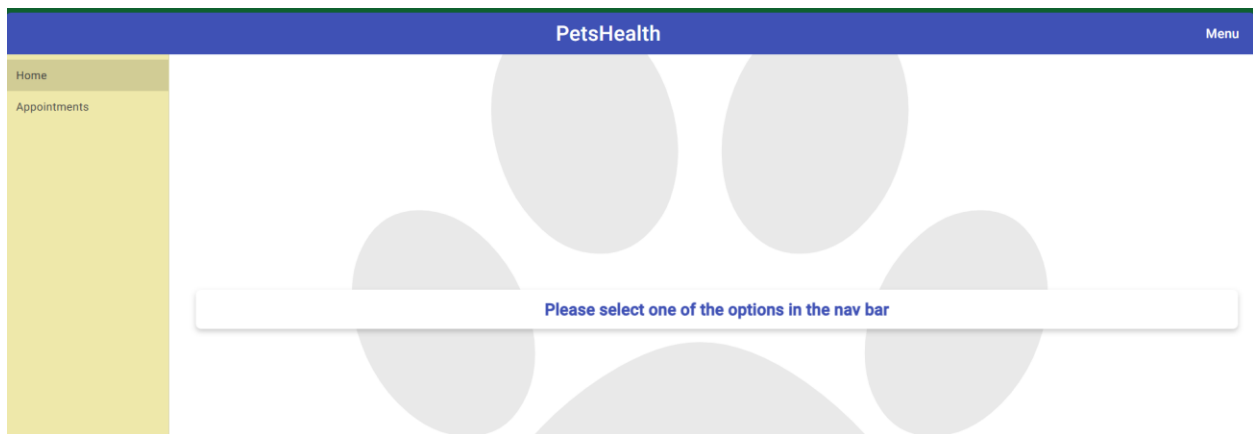 PetsHealth
Menu
Home
Appointments
Please select one of the options in the nav bar